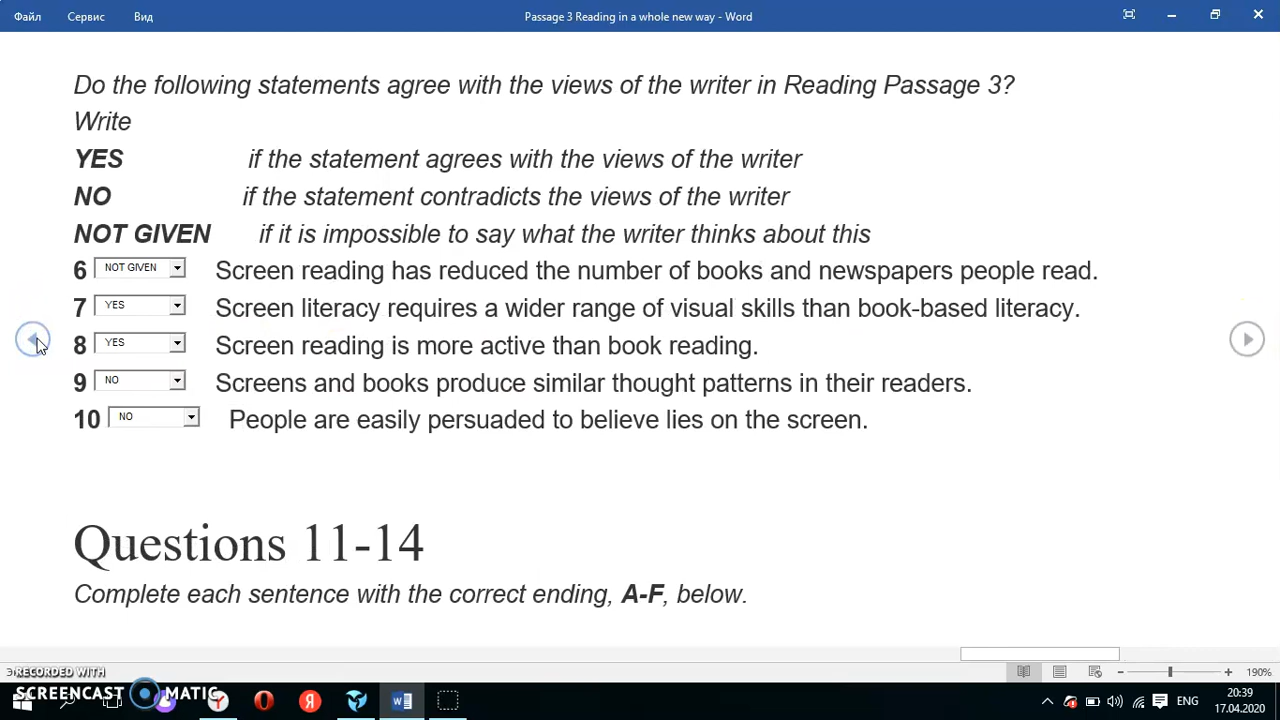 Файл Сервис Вид Passage 3 Reading in a whole new way - Word
Do the following statements agree with the views of the writer in Reading Passage 3?
Write
YES if the statement agrees with the views of the writer
NO if the statement contradicts the views of the writer
NOT GIVEN if it is impossible to say what the writer thinks about this
6 NOT GIVEN Screen reading has reduced the number of books and newspapers people read.
7 YES Screen literacy requires a wider range of visual skills than book-based literacy.
8 YES Screen reading is more active than book reading.
9 NO Screens and books produce similar thought patterns in their readers.
10 NO People are easily persuaded to believe lies on the screen.
Questions 11-14
Complete each sentence with the correct ending, A-F, below.
190%
RECORDED WITH
SCREENCAST MATIC
ENG
20:39
17.04.2020